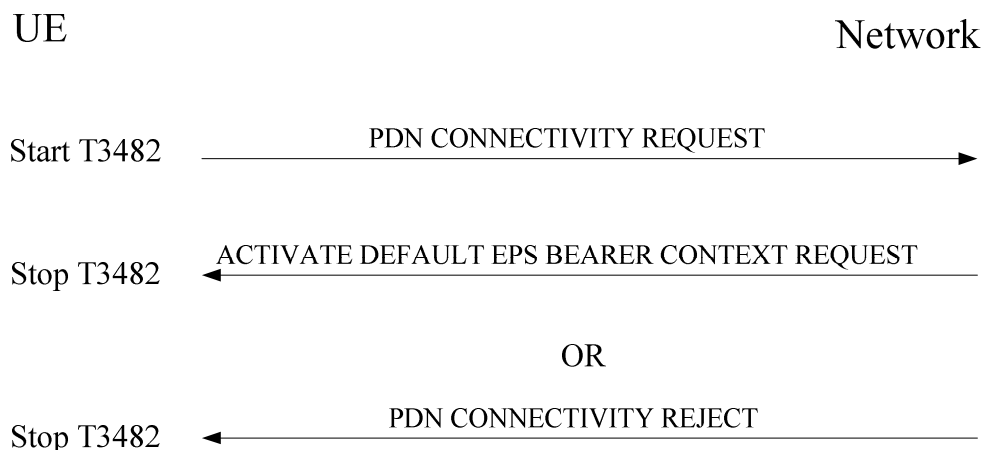 UE
Network
Start T3482
PDN CONNECTIVITY REQUEST
Stop T3482
ACTIVATE DEFAULT EPS BEARER CONTEXT REQUEST
OR
Stop T3482
PDN CONNECTIVITY REJECT